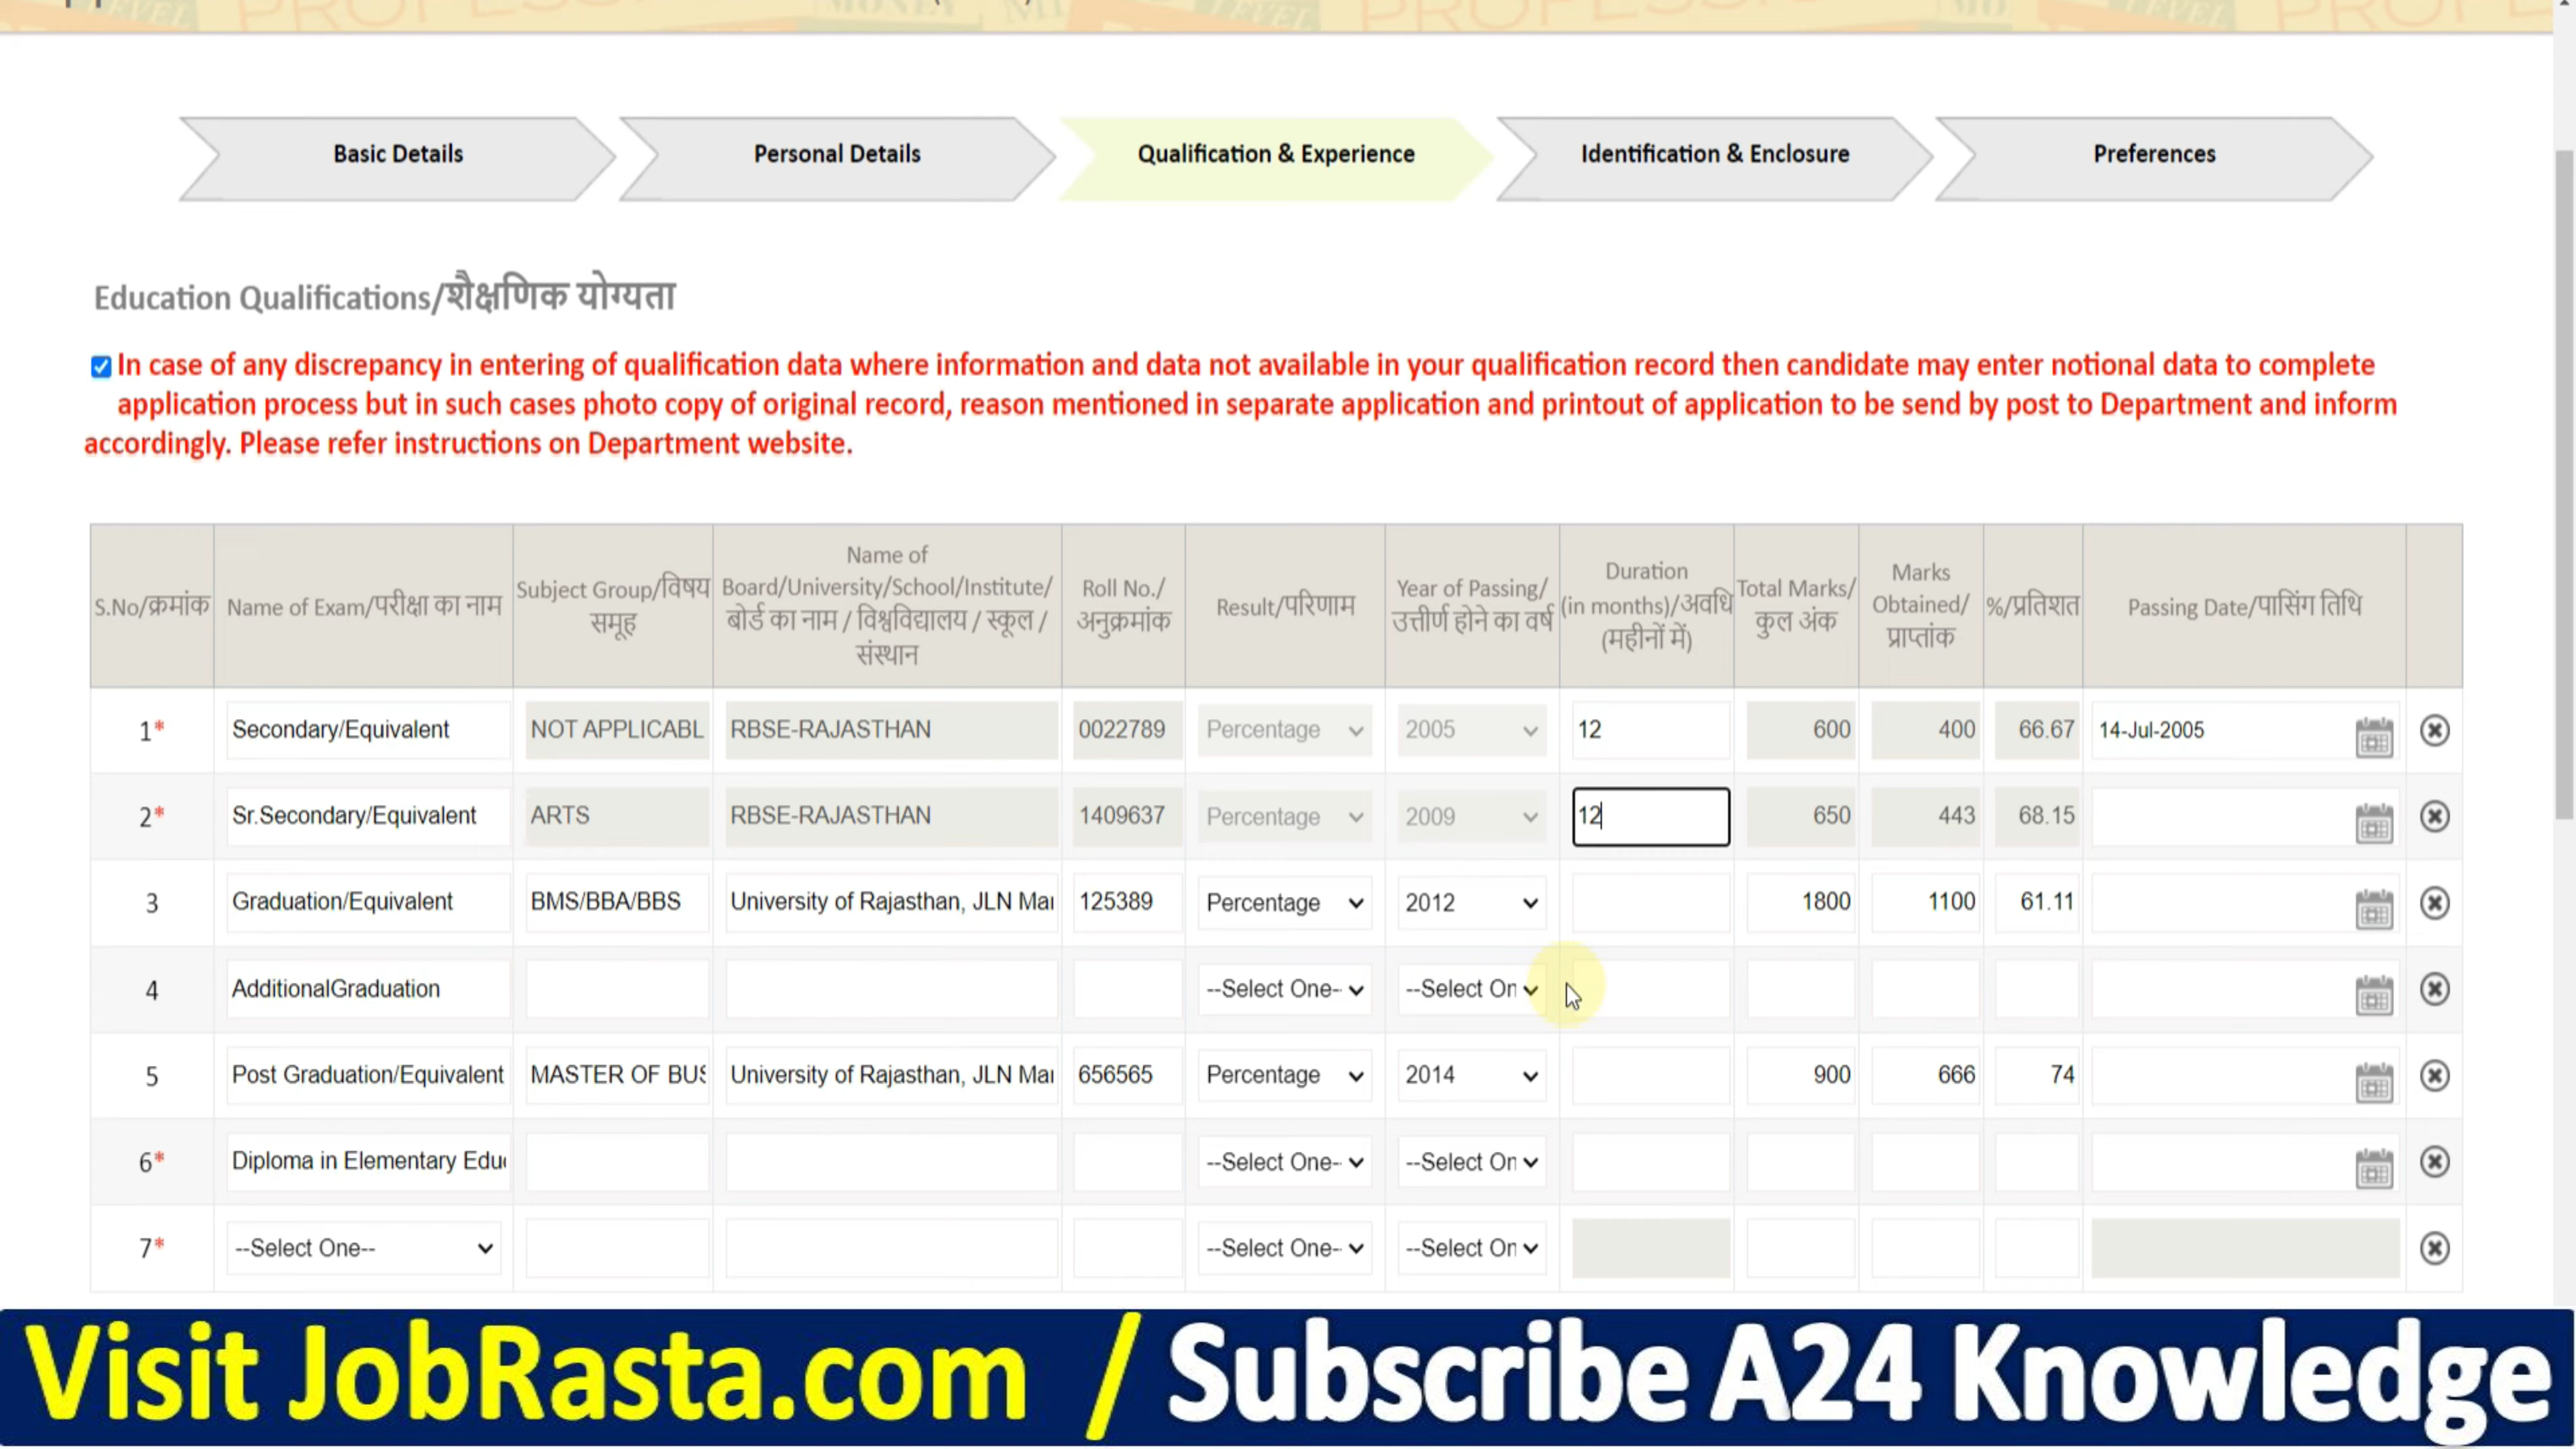 Basic Details
Personal Details
Qualification & Experience
Identification & Enclosure
Preferences
Education Qualifications/शैक्षणिक योग्यता
In case of any discrepancy in entering of qualification data where information and data not available in your qualification record then candidate may enter notional data to complete
application process but in such cases photo copy of original record, reason mentioned in separate application and printout of application to be send by post to Department and inform
accordingly. Please refer instructions on Department website.
S.No/क्रमांक Name of Exam/परीक्षा का नाम Subject Group/विषय समूह Name of Board/University/School/Institute/ बोर्ड का नाम / विश्वविद्यालय / स्कूल / संस्थान Roll No./ अनुक्रमांक Result/परिणाम Year of Passing/ उत्तीर्ण होने का वर्ष Duration (in months)/अवधि (महीनों में) Total Marks/ कुल अंक Marks Obtained/ प्राप्तांक %/प्रतिशत Passing Date/पासिंग तिथि
1* Secondary/Equivalent NOT APPLICABL RBSE-RAJASTHAN 0022789 Percentage 2005 12 600 400 66.67 14-Jul-2005
2* Sr.Secondary/Equivalent ARTS RBSE-RAJASTHAN 1409637 Percentage 2009 12 650 443 68.15
3 Graduation/Equivalent BMS/BBA/BBS University of Rajasthan, JLN Mar 125389 Percentage 2012 1800 1100 61.11
4 AdditionalGraduation --Select One-- --Select On
5 Post Graduation/Equivalent MASTER OF BUS University of Rajasthan, JLN Mar 656565 Percentage 2014 900 666 74
6* Diploma in Elementary Educ --Select One-- --Select On
7* --Select One-- --Select One-- --Select On
Visit JobRasta.com / Subscribe A24 Knowledge